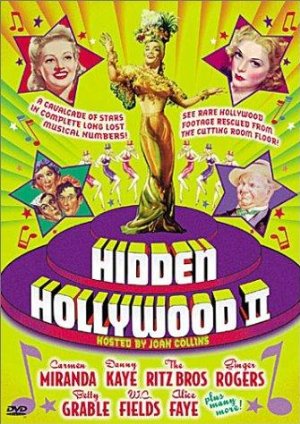 A CAVALCADE OF STARS
IN COMPLETE LONG LOST
MUSICAL NUMBERS!
SEE RARE HOLLYWOOD
FOOTAGE RESCUED FROM
THE CUTTING ROOM FLOOR!
HIDDEN
HOLLYWOOD II
HOSTED BY JOAN COLLINS
Carmen MIRANDA
Danny KAYE
The RITZ BROS
Ginger ROGERS
Betty GRABLE
W.C. FIELDS
Alice FAYE
plus many more!
DVD